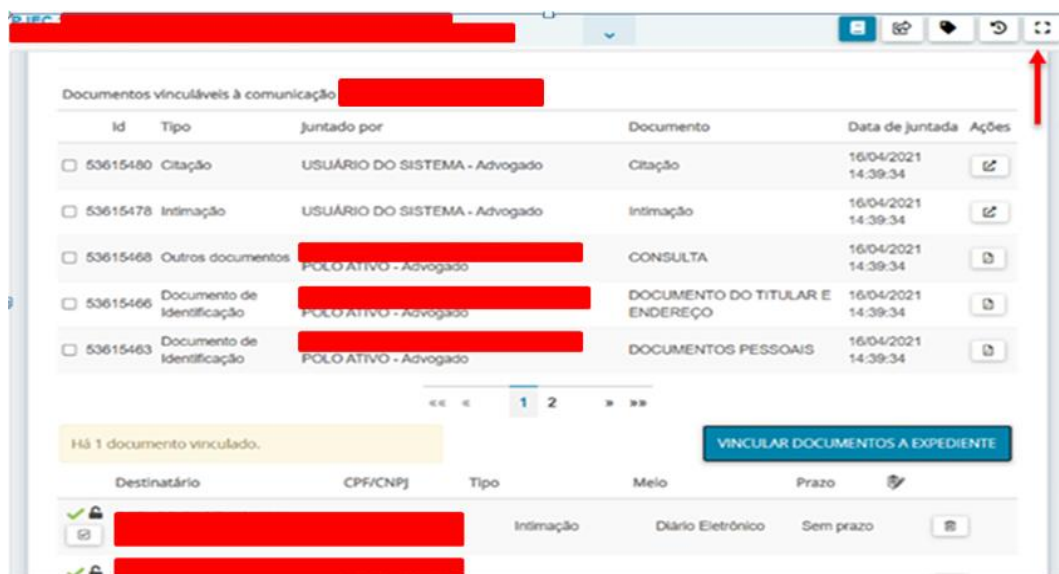 Documentos vinculáveis à comunicação
Id Tipo Juntado por Documento Data de juntada Ações
53615480 Citação USUÁRIO DO SISTEMA - Advogado Citação 16/04/2021
14:39:34
53615478 Intimação USUÁRIO DO SISTEMA - Advogado Intimação 16/04/2021
14:39:34
53615468 Outros documentos POLO ATIVO - Advogado CONSULTA 16/04/2021
14:39:34
53615466 Documento de DOCUMENTO DO TITULAR E 16/04/2021
Identificação POLO ATIVO - Advogado ENDEREÇO 14:39:34
53615463 Documento de DOCUMENTOS PESSOAIS 16/04/2021
Identificação POLO ATIVO - Advogado 14:39:34
«« « 1 2 » »»
Há 1 documento vinculado. VINCULAR DOCUMENTOS A EXPEDIENTE
Destinatário CPF/CNPJ Tipo Meio Prazo
Intimação Diário Eletrônico Sem prazo